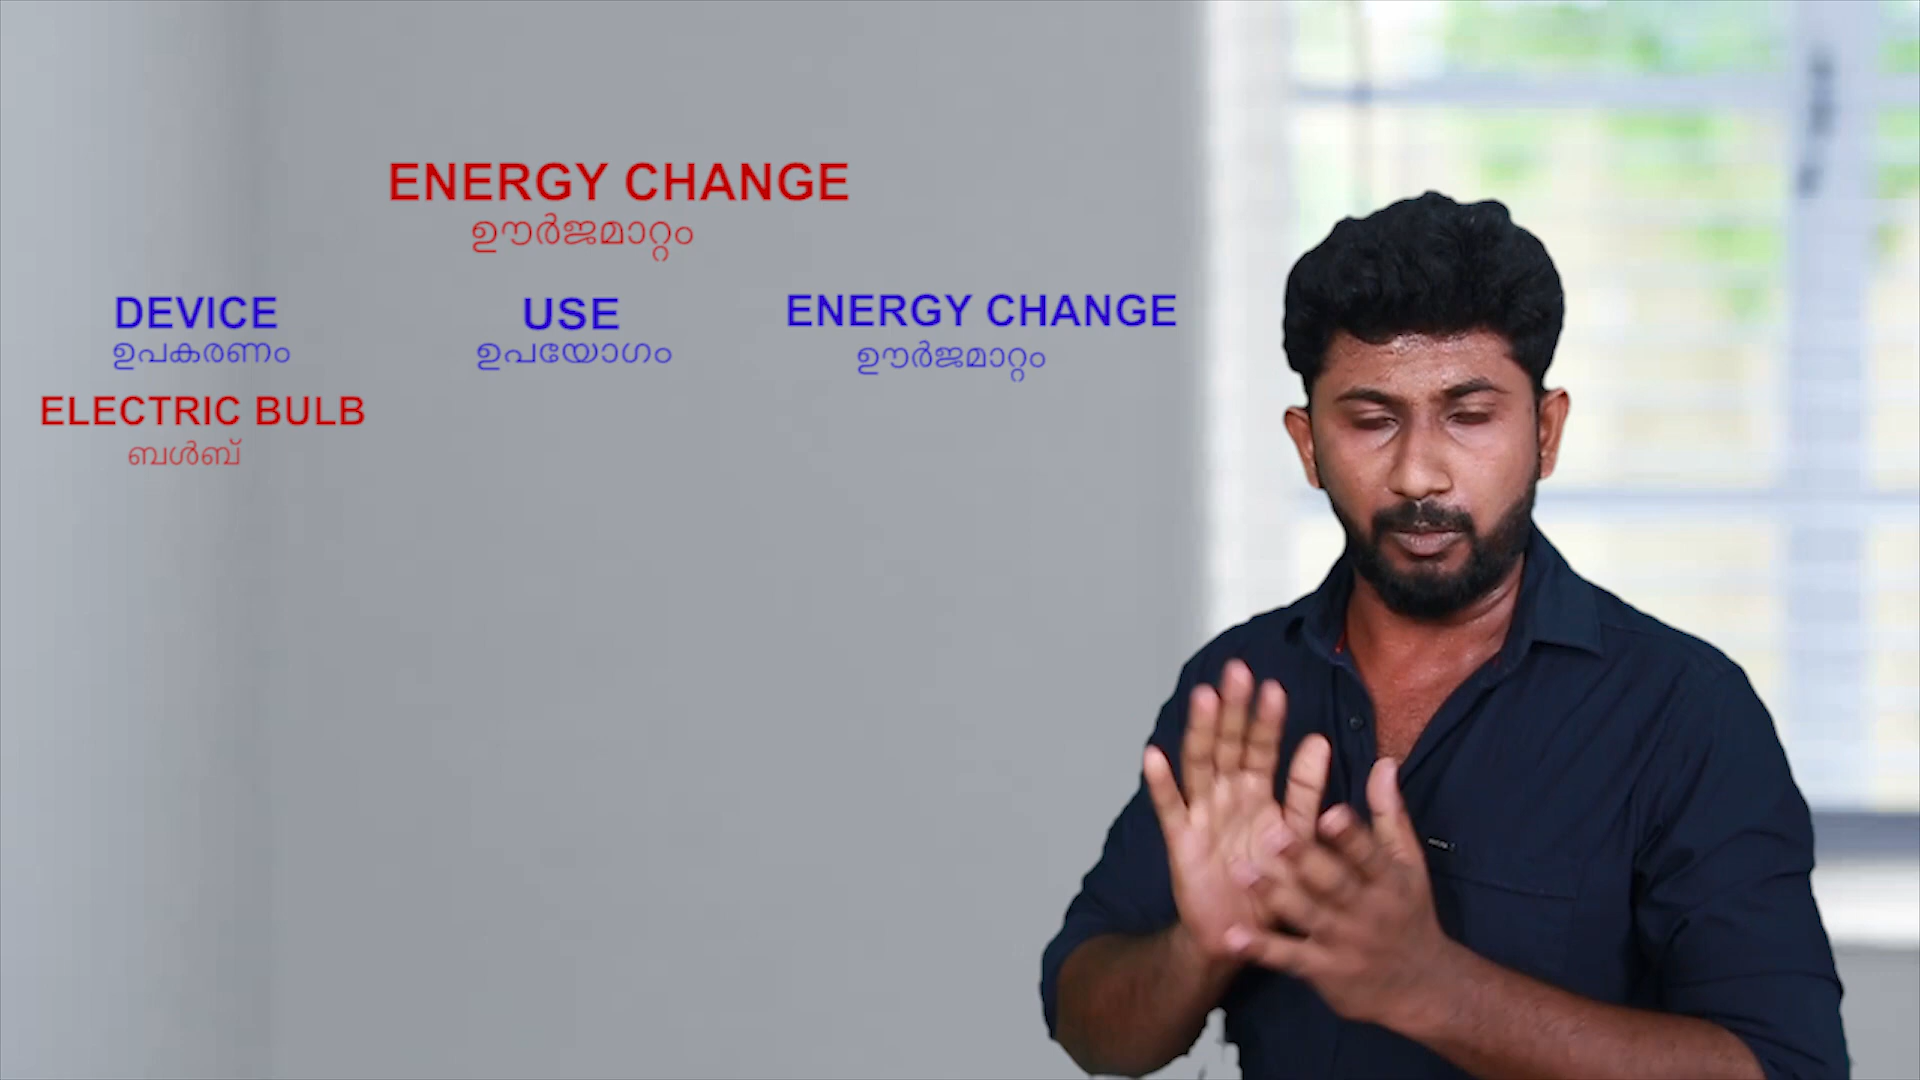 ENERGY CHANGE
ഊർജമാറ്റം
DEVICE
ഉപകരണം
USE
ഉപയോഗം
ENERGY CHANGE
ഊർജമാറ്റം
ELECTRIC BULB
ബൾബ്